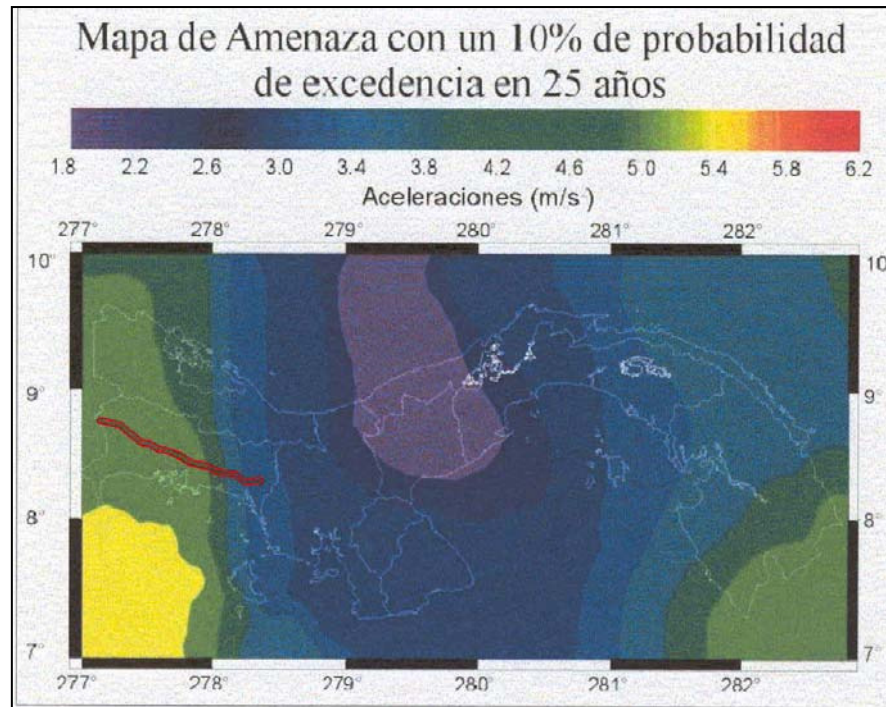 Mapa de Amenaza con un 10% de probabilidad
de excedencia en 25 años
1.8 2.2 2.6 3.0 3.4 3.8 4.2 4.6 5.0 5.4 5.8 6.2
Aceleraciones (m/s)
277° 278° 279° 280° 281° 282°
10° 10
9° 9
8° 8
7° 7
277° 278° 279° 280° 281° 282°